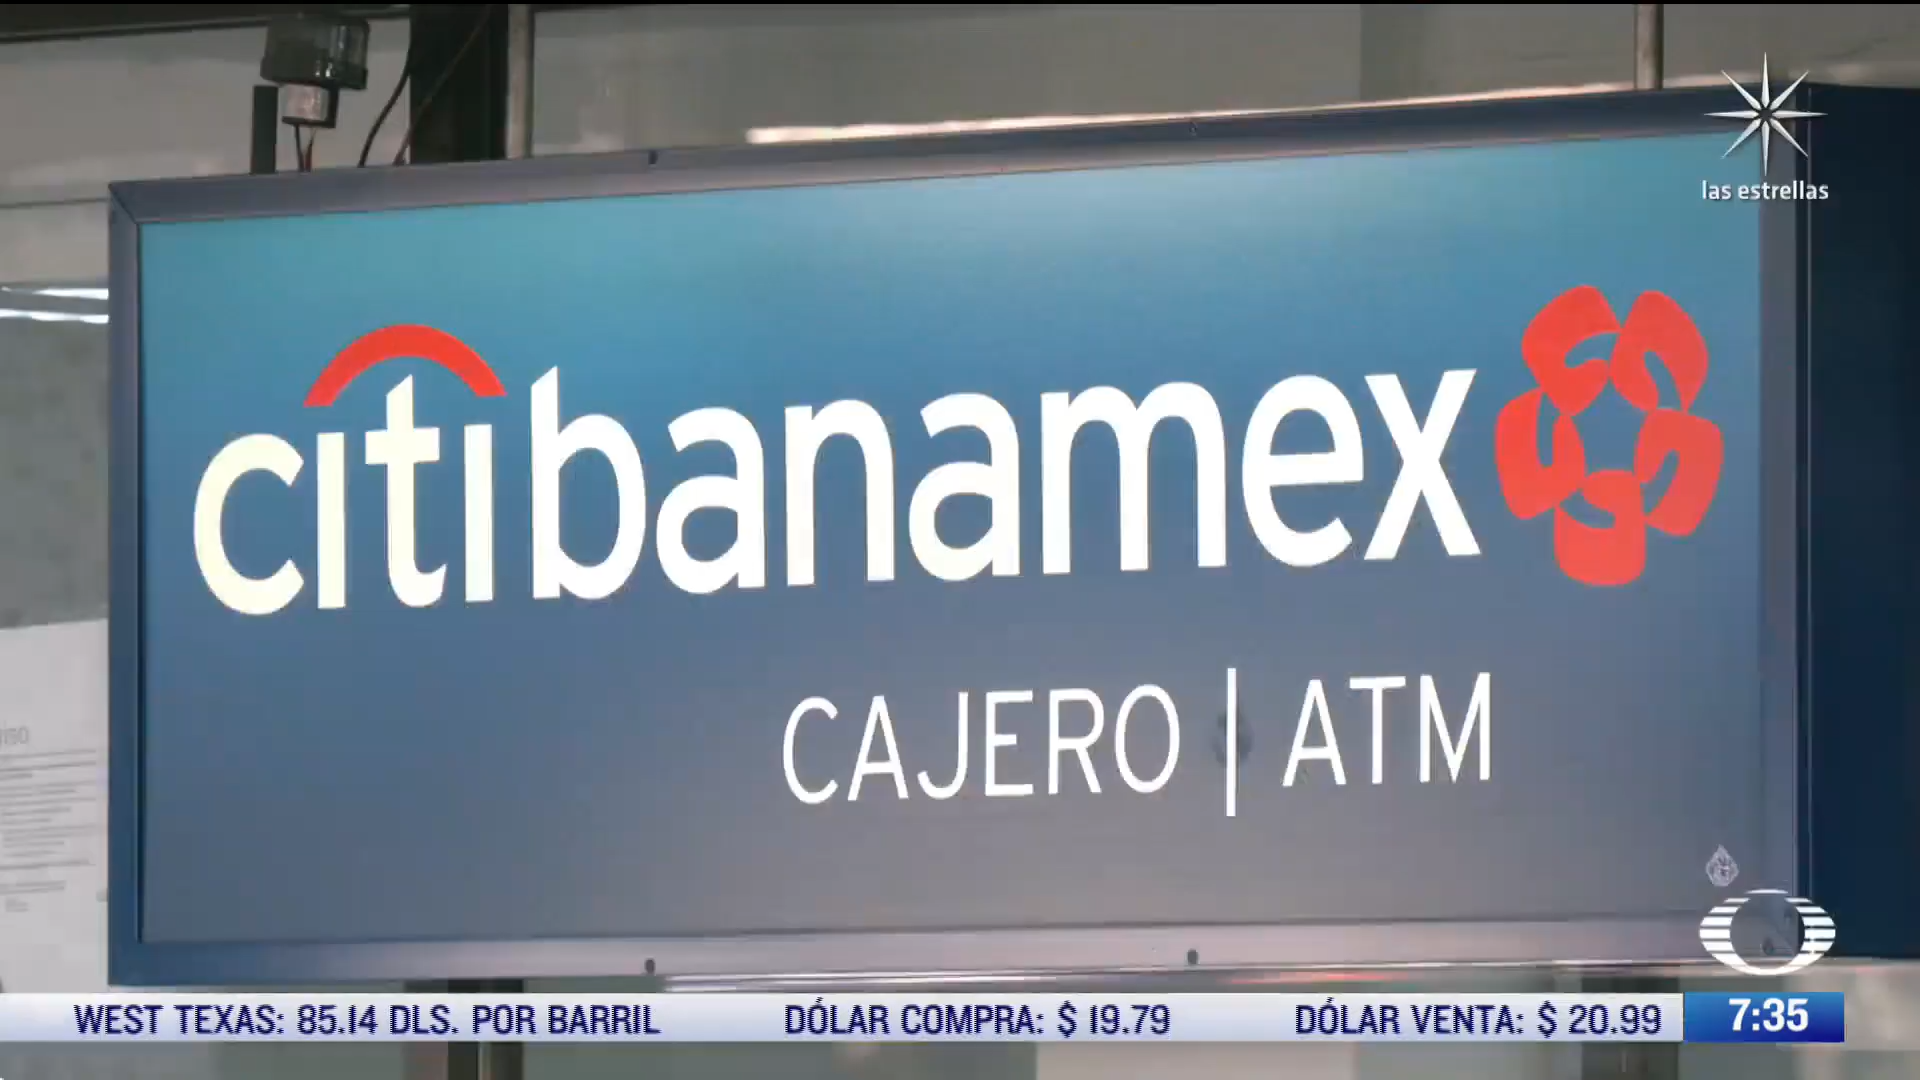 las estrellas
citibanamex
CAJERO | ATM
WEST TEXAS: 85.14 DLS. POR BARRIL DÓLAR COMPRA: $ 19.79 DÓLAR VENTA: $ 20.99 7:35